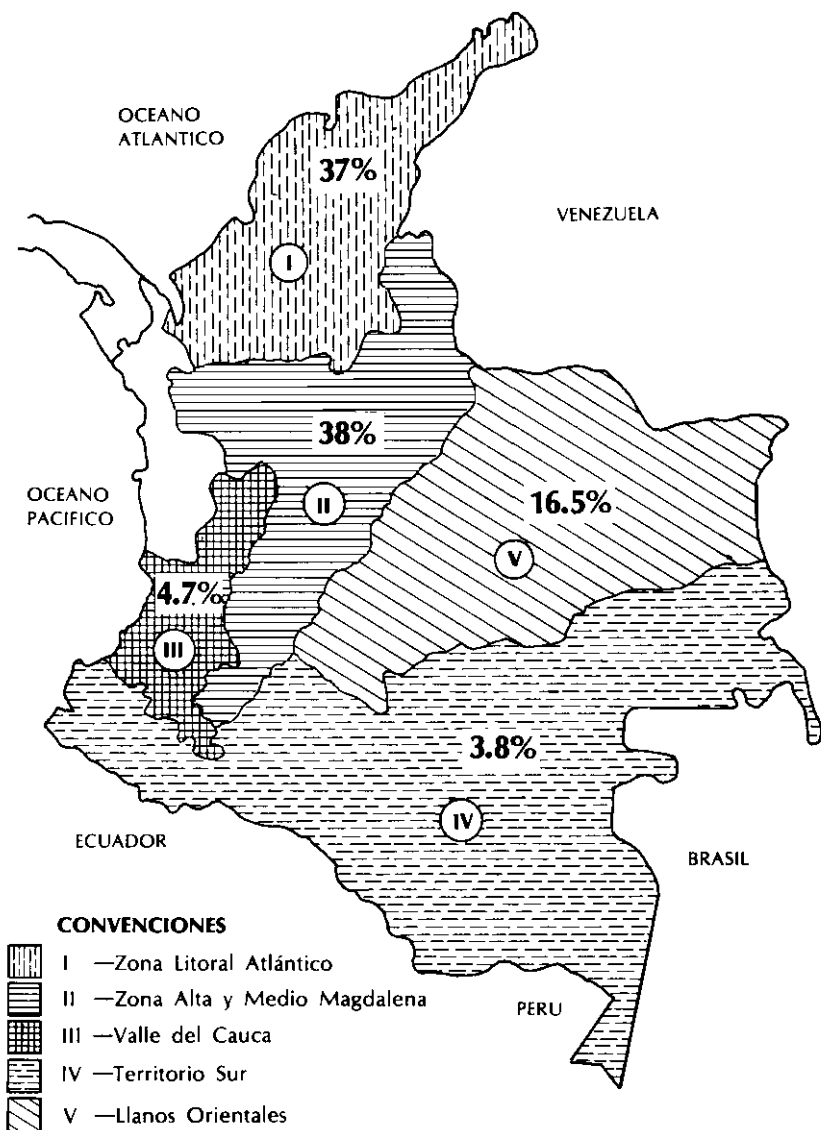 OCEANO
ATLANTICO
37%
VENEZUELA
I
38%
OCEANO
PACIFICO
II
16.5%
V
4.7%
III
3.8%
IV
ECUADOR
BRASIL
PERU
CONVENCIONES
I —Zona Litoral Atlántico
II —Zona Alta y Medio Magdalena
III —Valle del Cauca
IV —Territorio Sur
V —Llanos Orientales